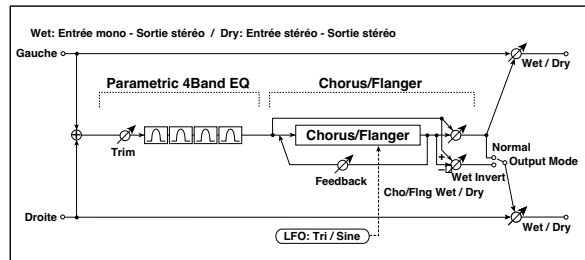 Wet: Entrée mono - Sortie stéréo / Dry: Entrée stéréo - Sortie stéréo
Gauche
Wet / Dry
Parametric 4Band EQ
Chorus/Flanger
Chorus/Flanger
Trim
Normal
Output Mode
+
−
Wet Invert
Feedback
Cho/Flng Wet / Dry
Droite
LFO: Tri / Sine
Wet / Dry